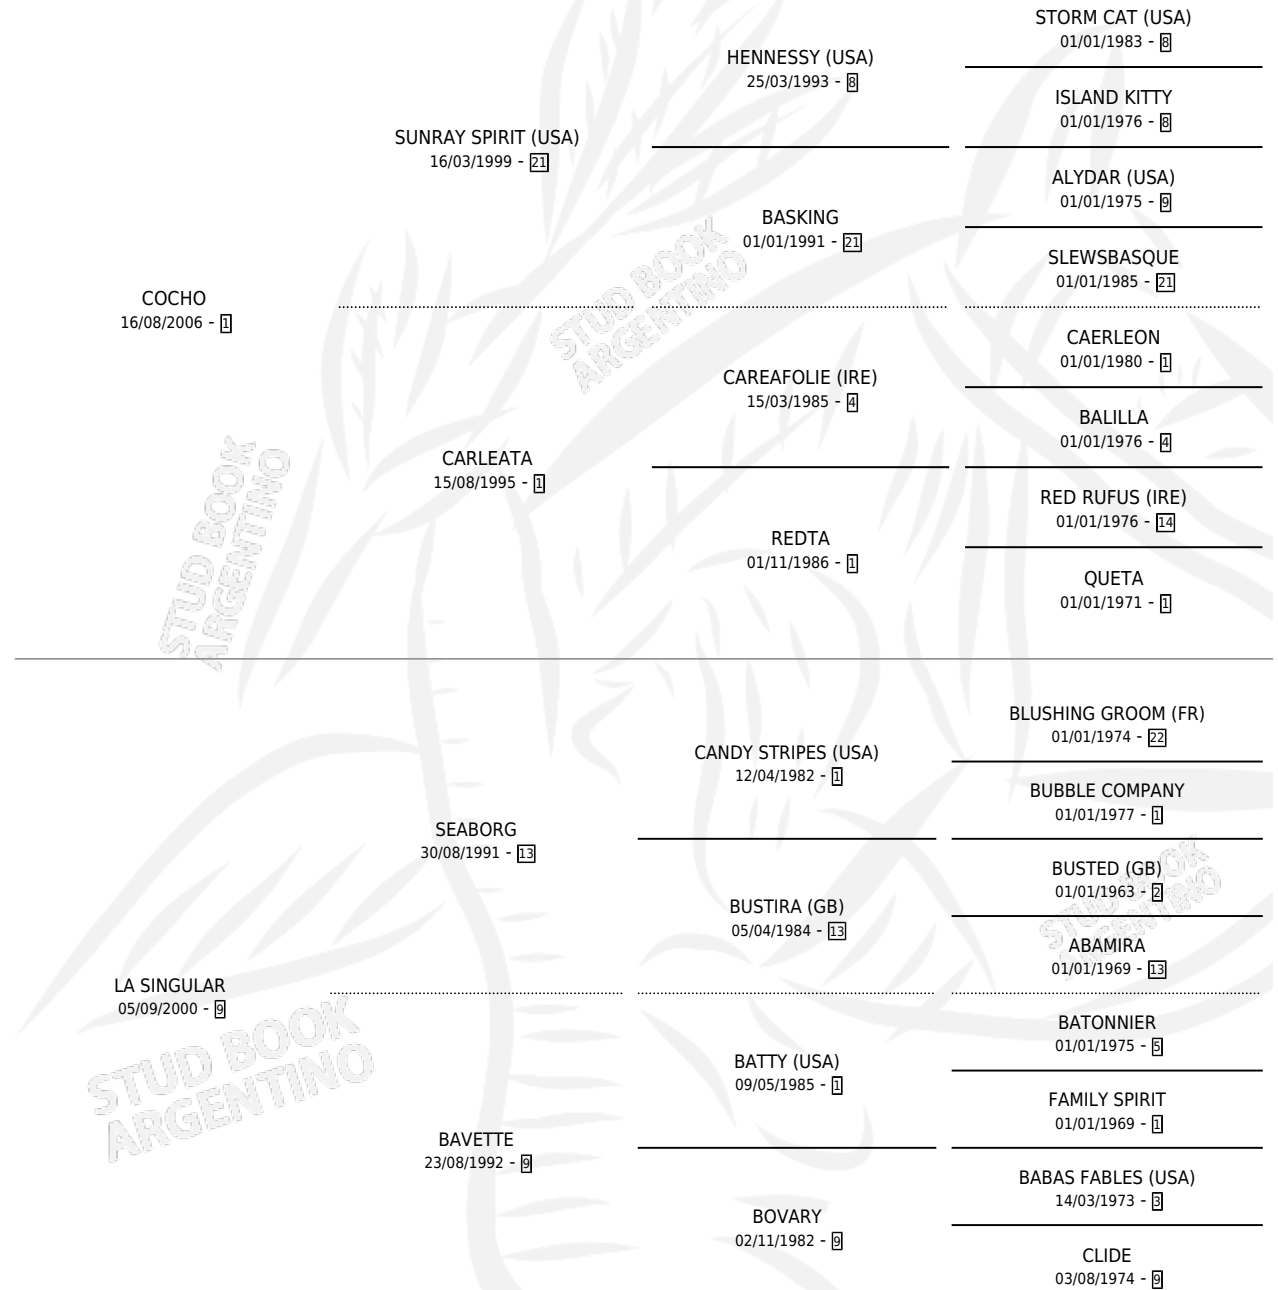 STORM CAT (USA)
01/01/1983 - 8
HENNESSY (USA)
25/03/1993 - 8
ISLAND KITTY
01/01/1976 - 8
SUNRAY SPIRIT (USA)
16/03/1999 - 21
ALYDAR (USA)
01/01/1975 - 9
BASKING
01/01/1991 - 21
SLEWSBASQUE
01/01/1985 - 21
COCHO
16/08/2006 - 1
CAERLEON
01/01/1980 - 1
CAREAFOLIE (IRE)
15/03/1985 - 4
BALILLA
01/01/1976 - 4
CARLEATA
15/08/1995 - 1
RED RUFUS (IRE)
01/01/1976 - 14
REDTA
01/11/1986 - 1
QUETA
01/01/1971 - 1
BLUSHING GROOM (FR)
01/01/1974 - 22
CANDY STRIPES (USA)
12/04/1982 - 1
BUBBLE COMPANY
01/01/1977 - 1
SEABORG
30/08/1991 - 13
BUSTED (GB)
01/01/1963 - 2
BUSTIRA (GB)
05/04/1984 - 13
ABAMIRA
01/01/1969 - 13
LA SINGULAR
05/09/2000 - 9
BATONNIER
01/01/1975 - 5
BATTY (USA)
09/05/1985 - 1
FAMILY SPIRIT
01/01/1969 - 1
BAVETTE
23/08/1992 - 9
BABAS FABLES (USA)
14/03/1973 - 3
BOVARY
02/11/1982 - 9
CLIDE
03/08/1974 - 9
STUD BOOK
ARGENTINO
STUD BOOK
ARGENTINO
STUD BOOK
ARGENTINO
STUD BOOK
ARGENTINO